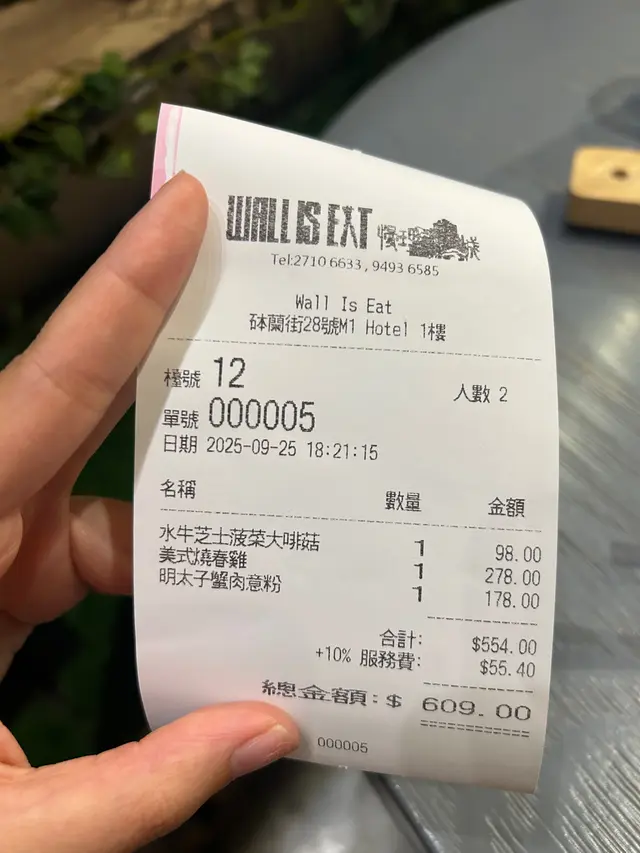 WALL IS EAT
Tel:2710 6633 , 9493 6585
Wall Is Eat
砵蘭街28號M1 Hotel 1樓
檯號 12 人數 2
單號 000005
日期 2025-09-25 18:21:15
名稱 數量 金額
水牛芝士菠菜大啡菇 1 98.00
美式燒春雞 1 278.00
明太子蟹肉意粉 1 178.00
合計: $554.00
+10% 服務費: $55.40
總金額: $ 609.00
000005